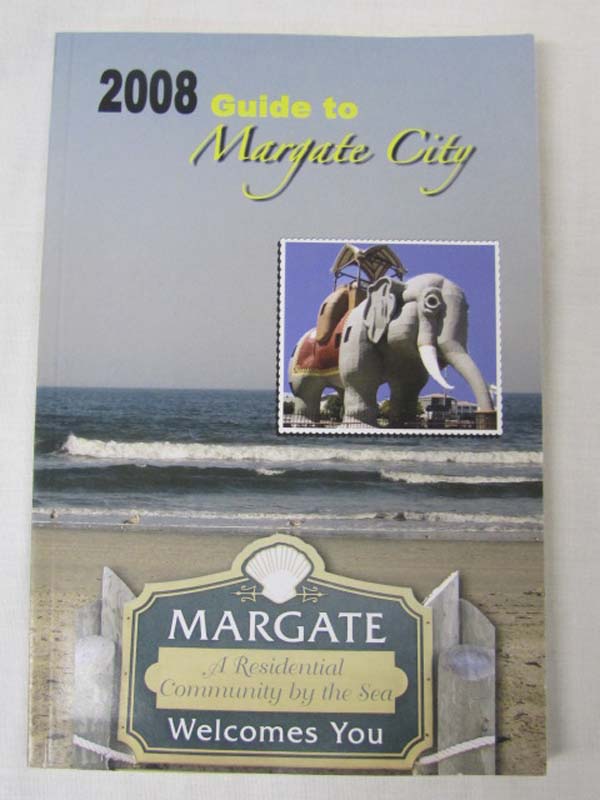 2008 Guide to
Margate City
MARGATE
A Residential
Community by the Sea
Welcomes You